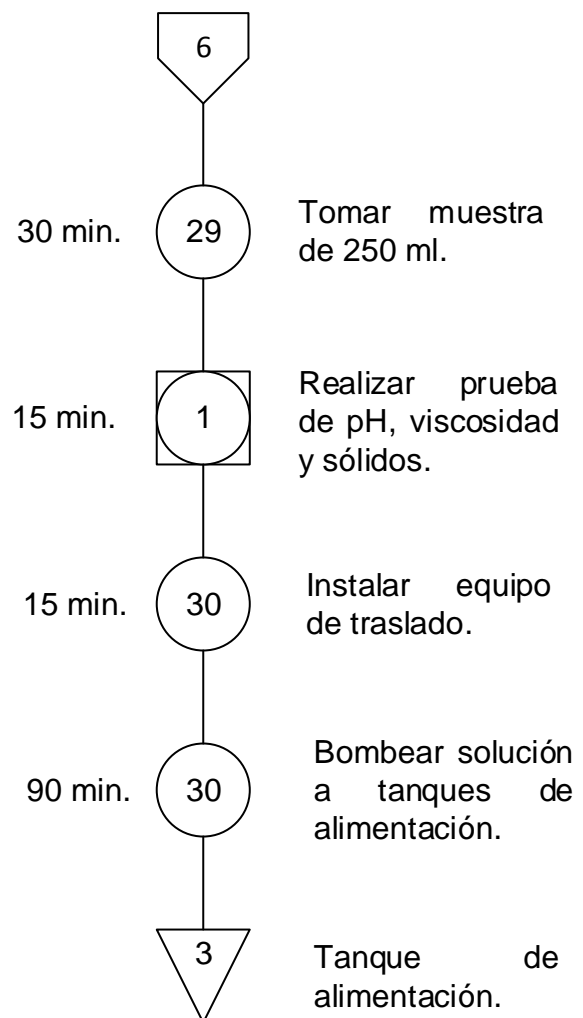 6
30 min.
29
Tomar muestra
de 250 ml.
15 min.
1
Realizar prueba
de pH, viscosidad
y sólidos.
15 min.
30
Instalar equipo
de traslado.
90 min.
30
Bombear solución
a tanques de
alimentación.
3
Tanque de
alimentación.